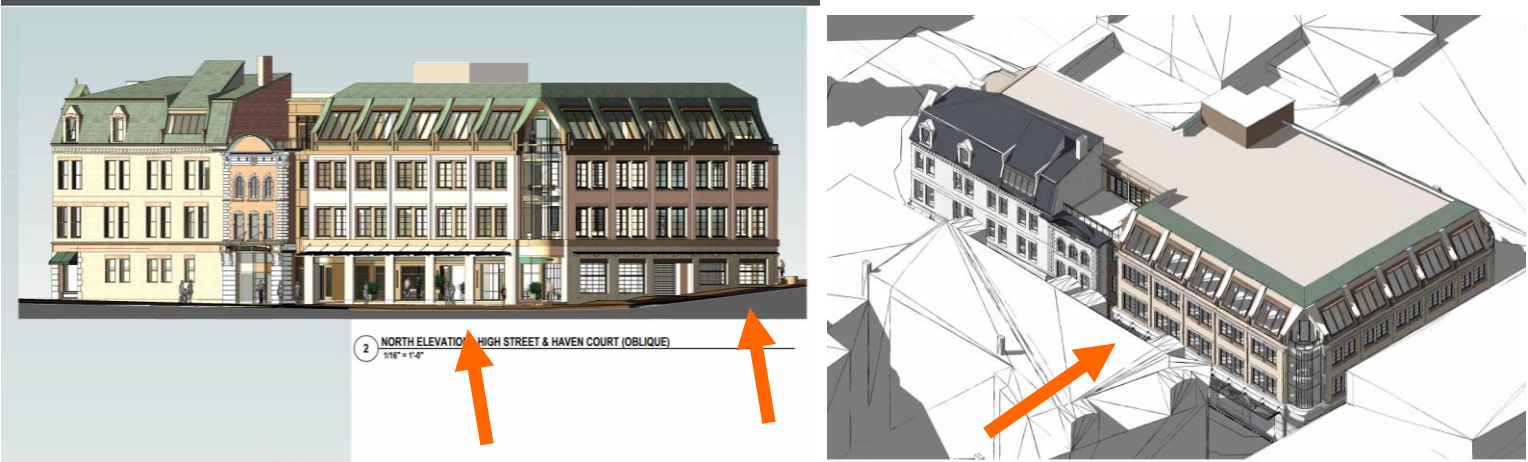 2
NORTH ELEVATION HIGH STREET & HAVEN COURT (OBLIQUE)
1/16" = 1'-0"